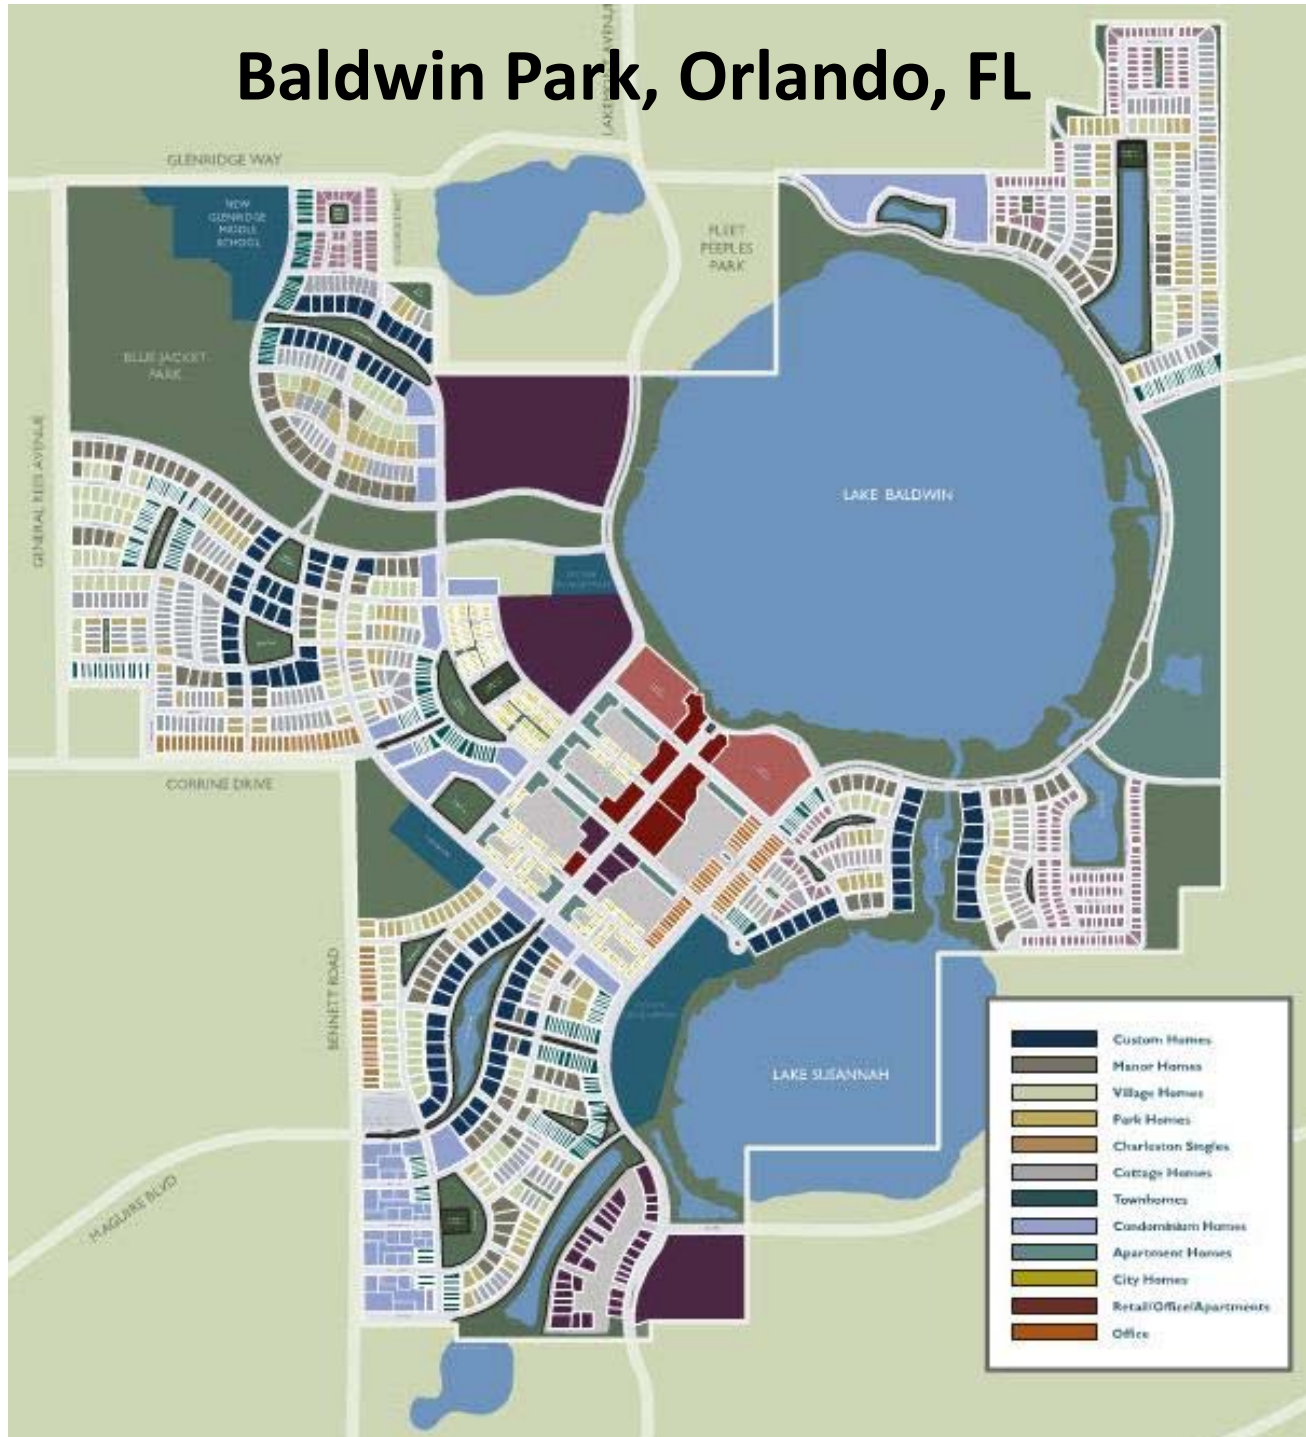 Baldwin Park, Orlando, FL
LAKEMONT AVENUE
GLENRIDGE WAY
NEW
GLENRIDGE
MIDDLE
SCHOOL
FLEET
PEEPLES
PARK
BLUE JACKET
PARK
GENERAL REES AVENUE
LAKE BALDWIN
CORRINE DRIVE
BENNETT ROAD
LAKE SUSANNAH
MAGUIRE BLVD
Custom Homes
Manor Homes
Village Homes
Park Homes
Charleston Singles
Cottage Homes
Townhomes
Condominium Homes
Apartment Homes
City Homes
Retail/Office/Apartments
Office